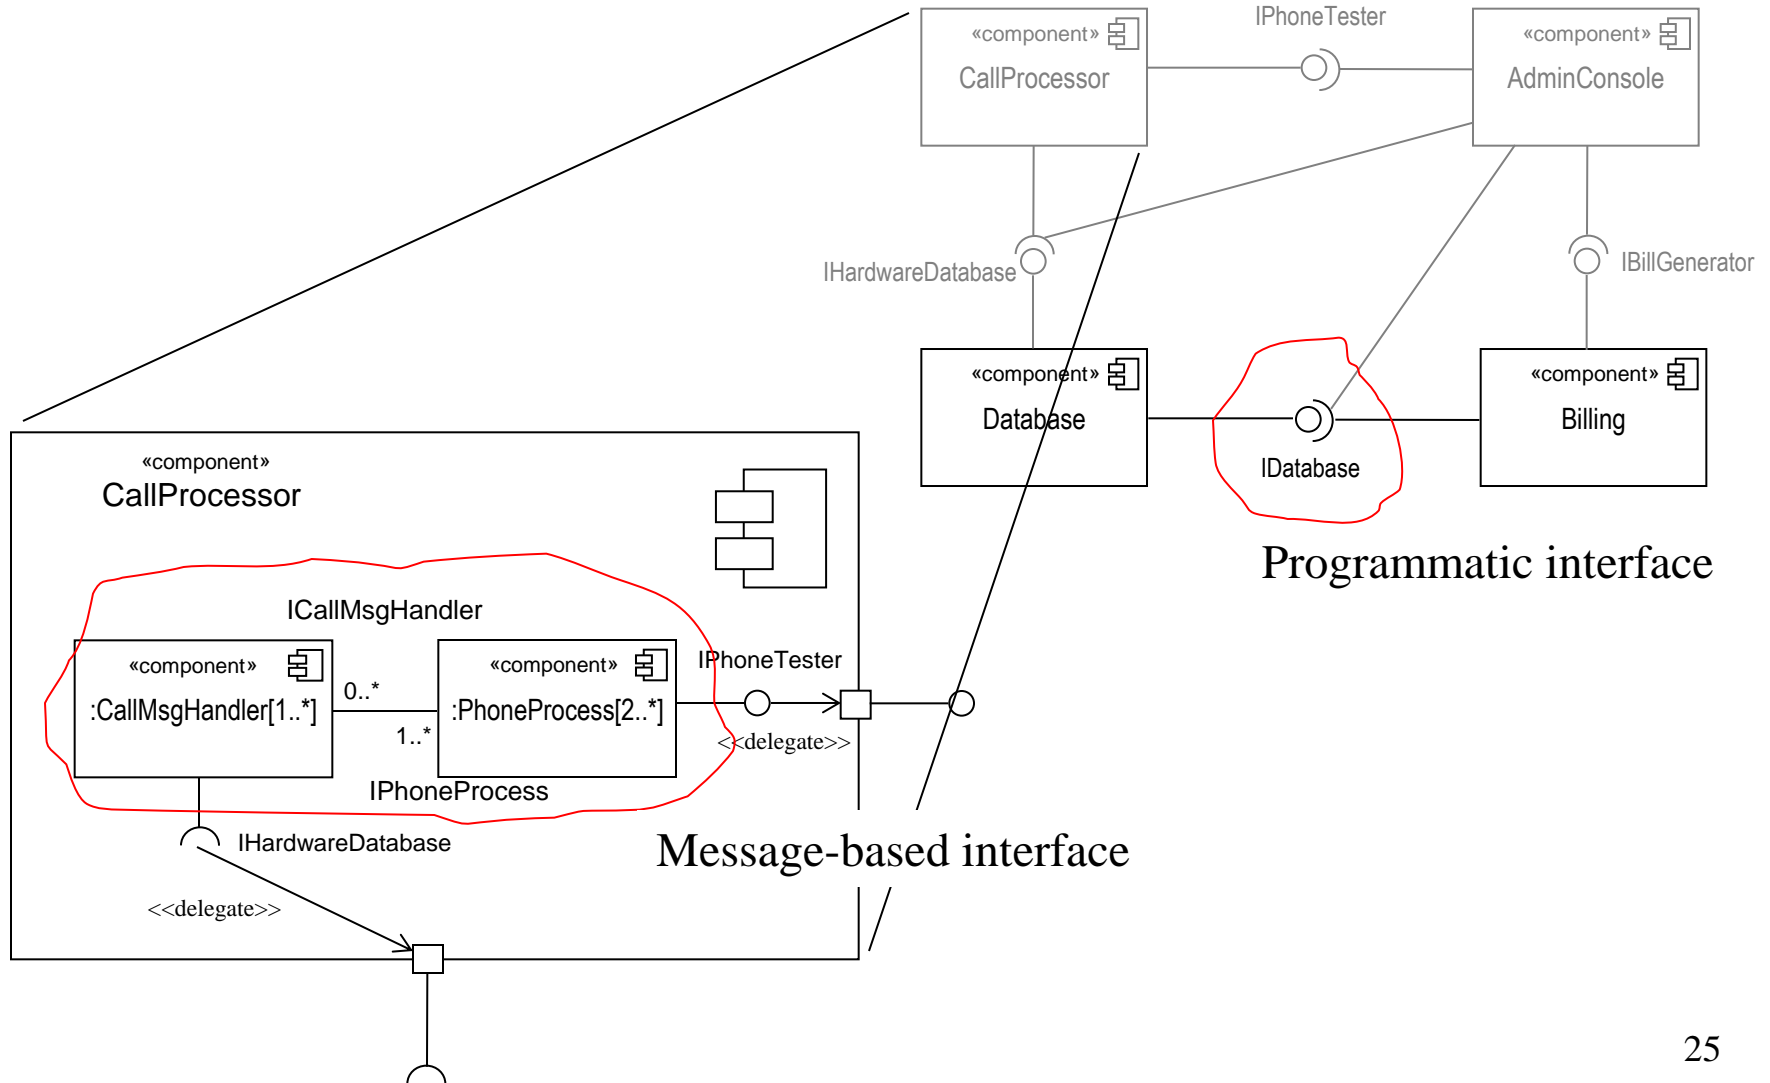 IPhoneTester
«component»
CallProcessor
«component»
AdminConsole
IHardwareDatabase
IBillGenerator
«component»
Database
«component»
Billing
IDatabase
Programmatic interface
«component»
CallProcessor
ICallMsgHandler
«component»
:CallMsgHandler[1..*]
0..*
1..*
«component»
:PhoneProcess[2..*]
IPhoneTester
<<delegate>>
IPhoneProcess
IHardwareDatabase
Message-based interface
<<delegate>>
25